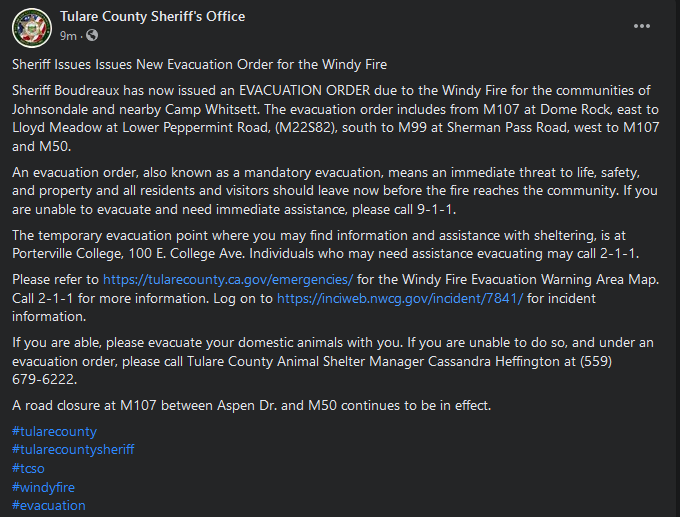 Tulare County Sheriff's Office
9m ·
Sheriff Issues Issues New Evacuation Order for the Windy Fire
Sheriff Boudreaux has now issued an EVACUATION ORDER due to the Windy Fire for the communities of
Johnsondale and nearby Camp Whitsett. The evacuation order includes from M107 at Dome Rock, east to
Lloyd Meadow at Lower Peppermint Road, (M22S82), south to M99 at Sherman Pass Road, west to M107
and M50.
An evacuation order, also known as a mandatory evacuation, means an immediate threat to life, safety,
and property and all residents and visitors should leave now before the fire reaches the community. If you
are unable to evacuate and need immediate assistance, please call 9-1-1.
The temporary evacuation point where you may find information and assistance with sheltering, is at
Porterville College, 100 E. College Ave. Individuals who may need assistance evacuating may call 2-1-1.
Please refer to https://tularecounty.ca.gov/emergencies/ for the Windy Fire Evacuation Warning Area Map.
Call 2-1-1 for more information. Log on to https://inciweb.nwcg.gov/incident/7841/ for incident
information.
If you are able, please evacuate your domestic animals with you. If you are unable to do so, and under an
evacuation order, please call Tulare County Animal Shelter Manager Cassandra Heffington at (559)
679-6222.
A road closure at M107 between Aspen Dr. and M50 continues to be in effect.
#tularecounty
#tularecountysheriff
#tcso
#windyfire
#evacuation